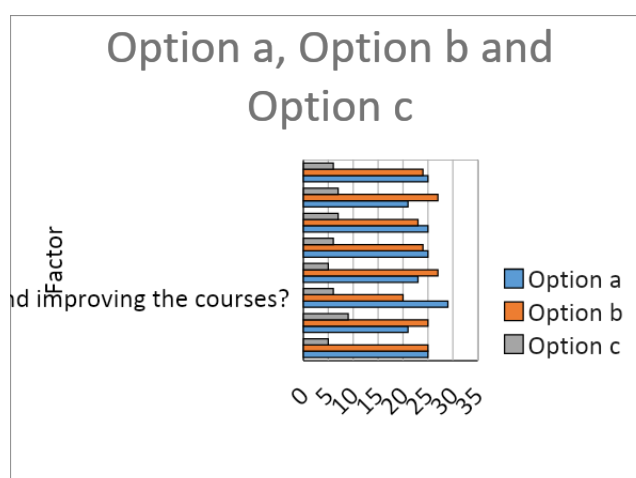 Option a, Option b and
Option c
Factor
nd improving the courses?
Option a
Option b
Option c
0
5
10
15
20
25
30
35